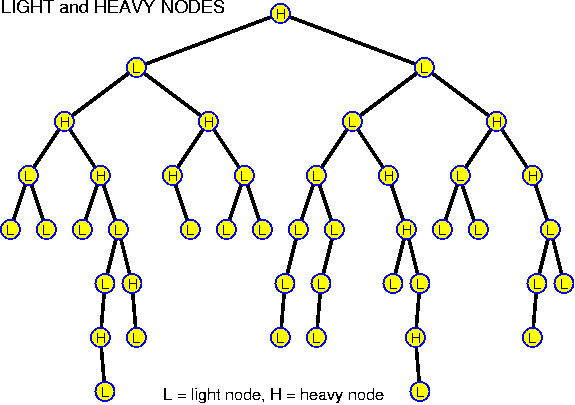 LIGHT and HEAVY NODES
H
L L
H H L H
L H H L L H L H
L L L L L L L L L H L L L
L H L L L L L L
H L L L H L
L L
L = light node, H = heavy node